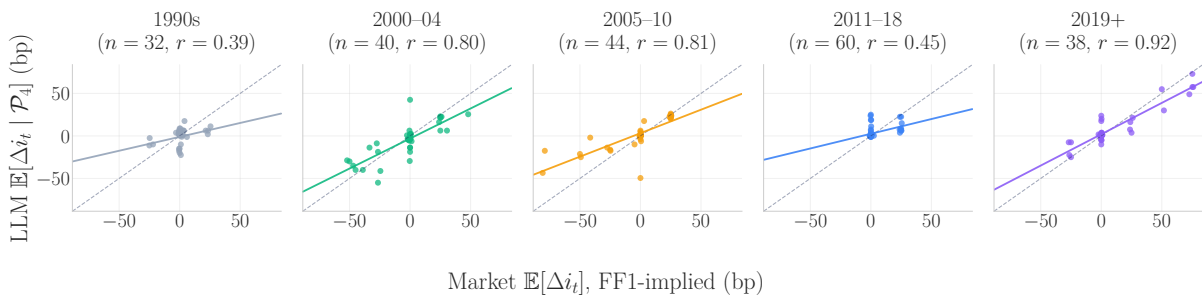 1990s
(n = 32, r = 0.39)
2000–04
(n = 40, r = 0.80)
2005–10
(n = 44, r = 0.81)
2011–18
(n = 60, r = 0.45)
2019+
(n = 38, r = 0.92)
LLM 𝔼[Δi_t | 𝒫_4] (bp)
50
0
−50
−50 0 50
−50 0 50
−50 0 50
−50 0 50
−50 0 50
Market 𝔼[Δi_t], FF1-implied (bp)